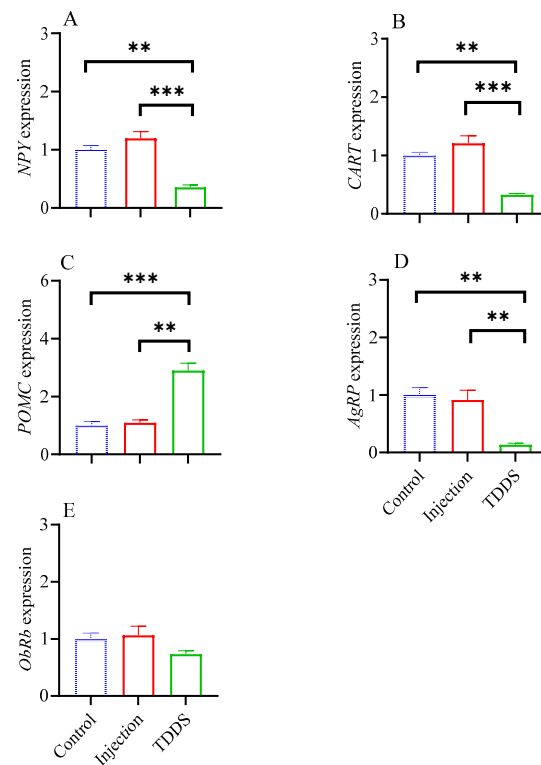 A
NPY expression
3
2
1
0
**
***
B
CART expression
3
2
1
0
**
***
C
POMC expression
6
4
2
0
***
**
D
AgRP expression
3
2
1
0
**
**
Control
Injection
TDDS
E
ObRb expression
3
2
1
0
Control
Injection
TDDS